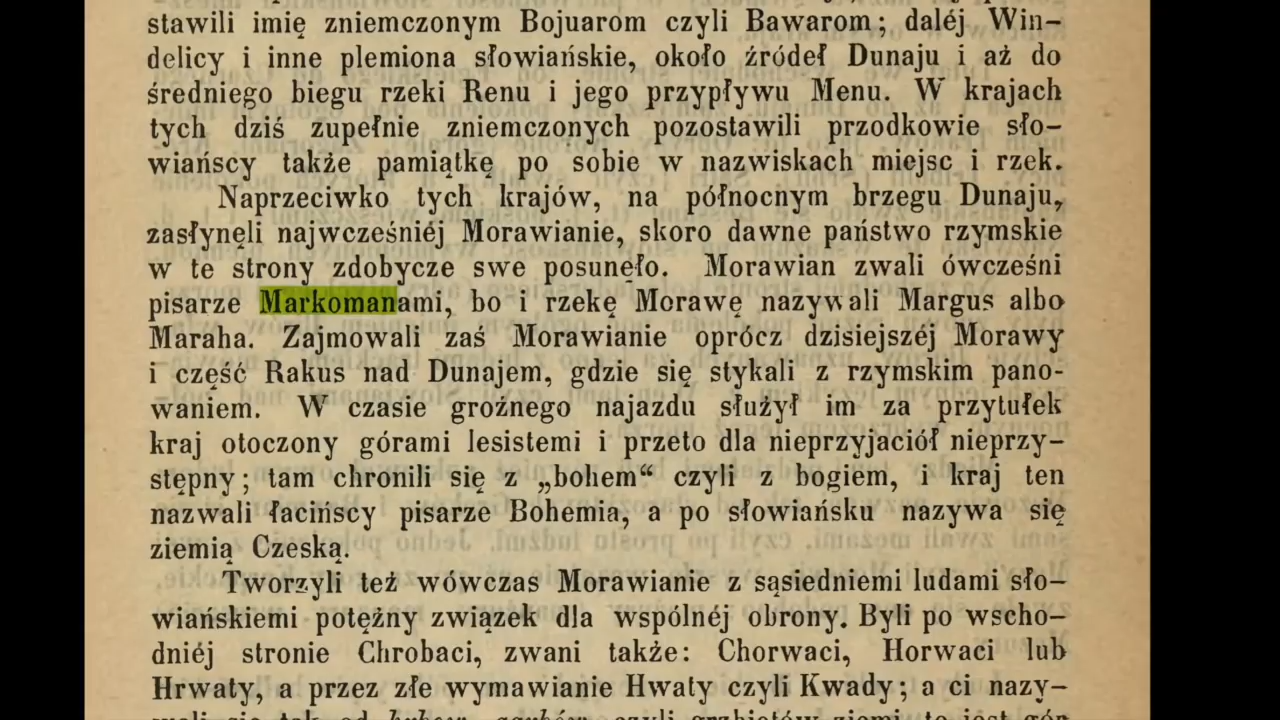 stawili imię zniemczonym Bojuarom czyli Bawarom; daléj Win-
delicy i inne plemiona słowiańskie, około źródeł Dunaju i aż do
średniego biegu rzeki Renu i jego przypływu Menu. W krajach
tych dziś zupełnie zniemczonych pozostawili przodkowie sło-
wiańscy także pamiątkę po sobie w nazwiskach miejsc i rzek.
Naprzeciwko tych krajów, na północnym brzegu Dunaju,
zasłynęli najwcześniéj Morawianie, skoro dawne państwo rzymskie
w te strony zdobycze swe posunęło. Morawian zwali ówcześni
pisarze Markomanami, bo i rzekę Morawę nazywali Margus albo
Maraha. Zajmowali zaś Morawianie oprócz dzisiejszéj Morawy
i część Rakus nad Dunajem, gdzie się stykali z rzymskim pano-
waniem. W czasie groźnego najazdu służył im za przytułek
kraj otoczony górami lesistemi i przeto dla nieprzyjaciół nieprzy-
stępny; tam chronili się z „bohem“ czyli z bogiem, i kraj ten
nazwali łacińscy pisarze Bohemia, a po słowiańsku nazywa się
ziemią Czeską.
Tworzyli też wówczas Morawianie z sąsiedniemi ludami sło-
wiańskiemi potężny związek dla wspólnéj obrony. Byli po wscho-
dniéj stronie Chrobaci, zwani także: Chorwaci, Horwaci lub
Hrwaty, a przez złe wymawianie Hwaty czyli Kwady; a ci nazy-